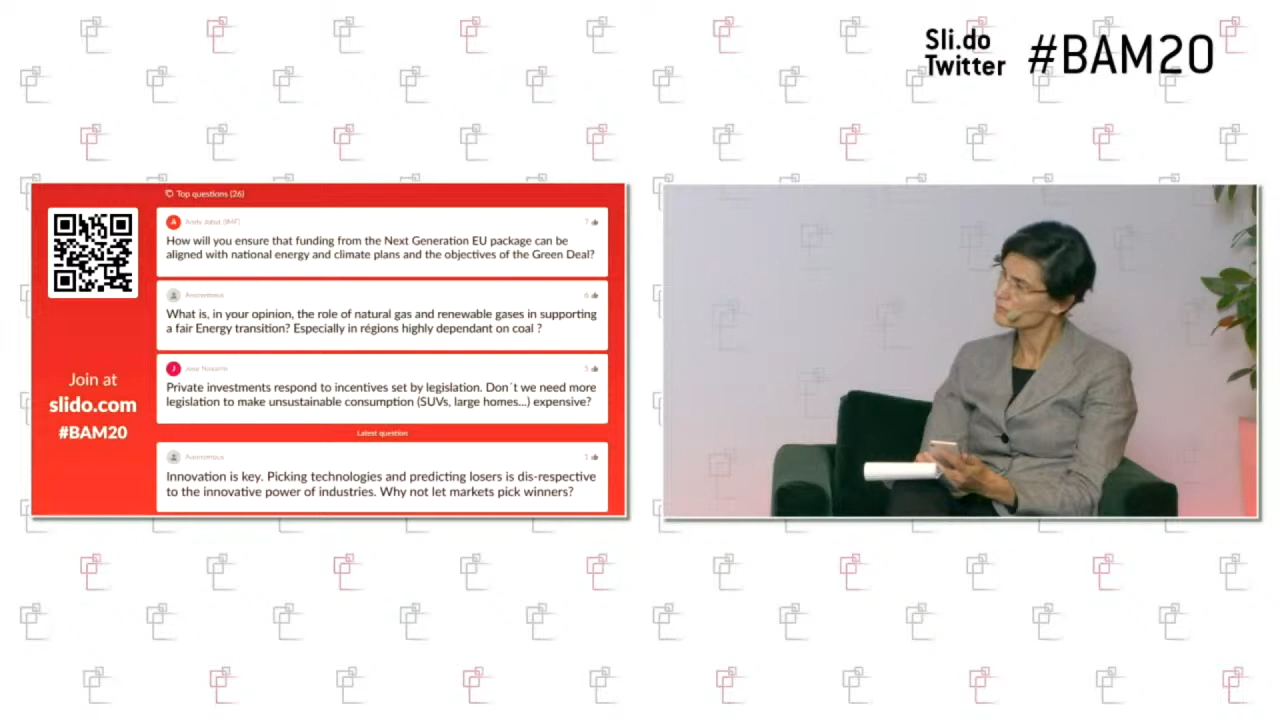 Sli.do
Twitter
#BAM20
Top questions (26)
A
7
How will you ensure that funding from the Next Generation EU package can be
aligned with national energy and climate plans and the objectives of the Green Deal?
Anonymous
6
What is, in your opinion, the role of natural gas and renewable gases in supporting
a fair Energy transition? Especially in régions highly dependant on coal ?
J
Private investments respond to incentives set by legislation. Don´t we need more
legislation to make unsustainable consumption (SUVs, large homes...) expensive?
Latest question
Anonymous
Innovation is key. Picking technologies and predicting losers is dis-respective
to the innovative power of industries. Why not let markets pick winners?
Join at
slido.com
#BAM20